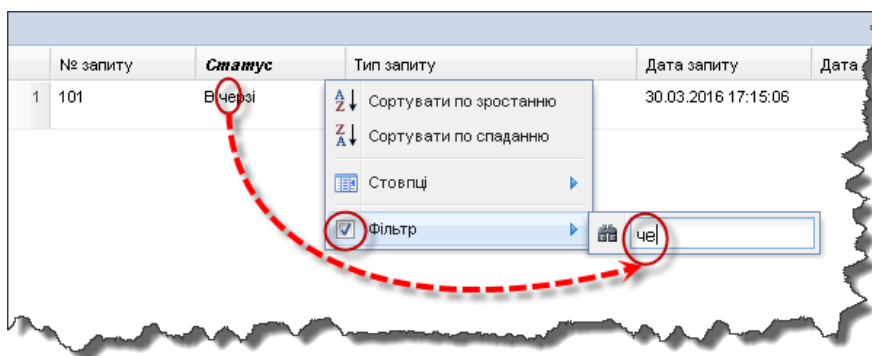 № запиту Статус Тип запиту Дата запиту Дата
1 101 В черзі 30.03.2016 17:15:06
Сортувати по зростанню
Сортувати по спаданню
Стовпці
Фільтр че